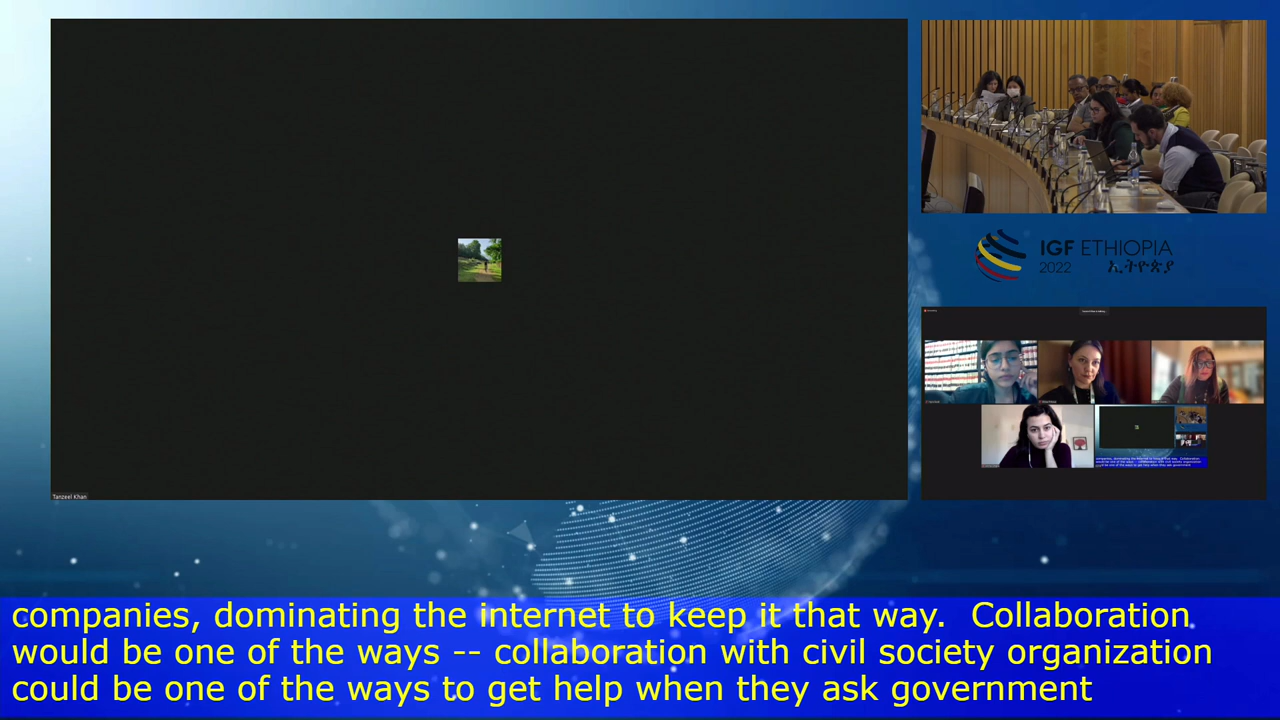 Tanzeel Khan
IGF ETHIOPIA
2022 ኢትዮጵያ
companies, dominating the internet to keep it that way. Collaboration
would be one of the ways -- collaboration with civil society organization
could be one of the ways to get help when they ask government